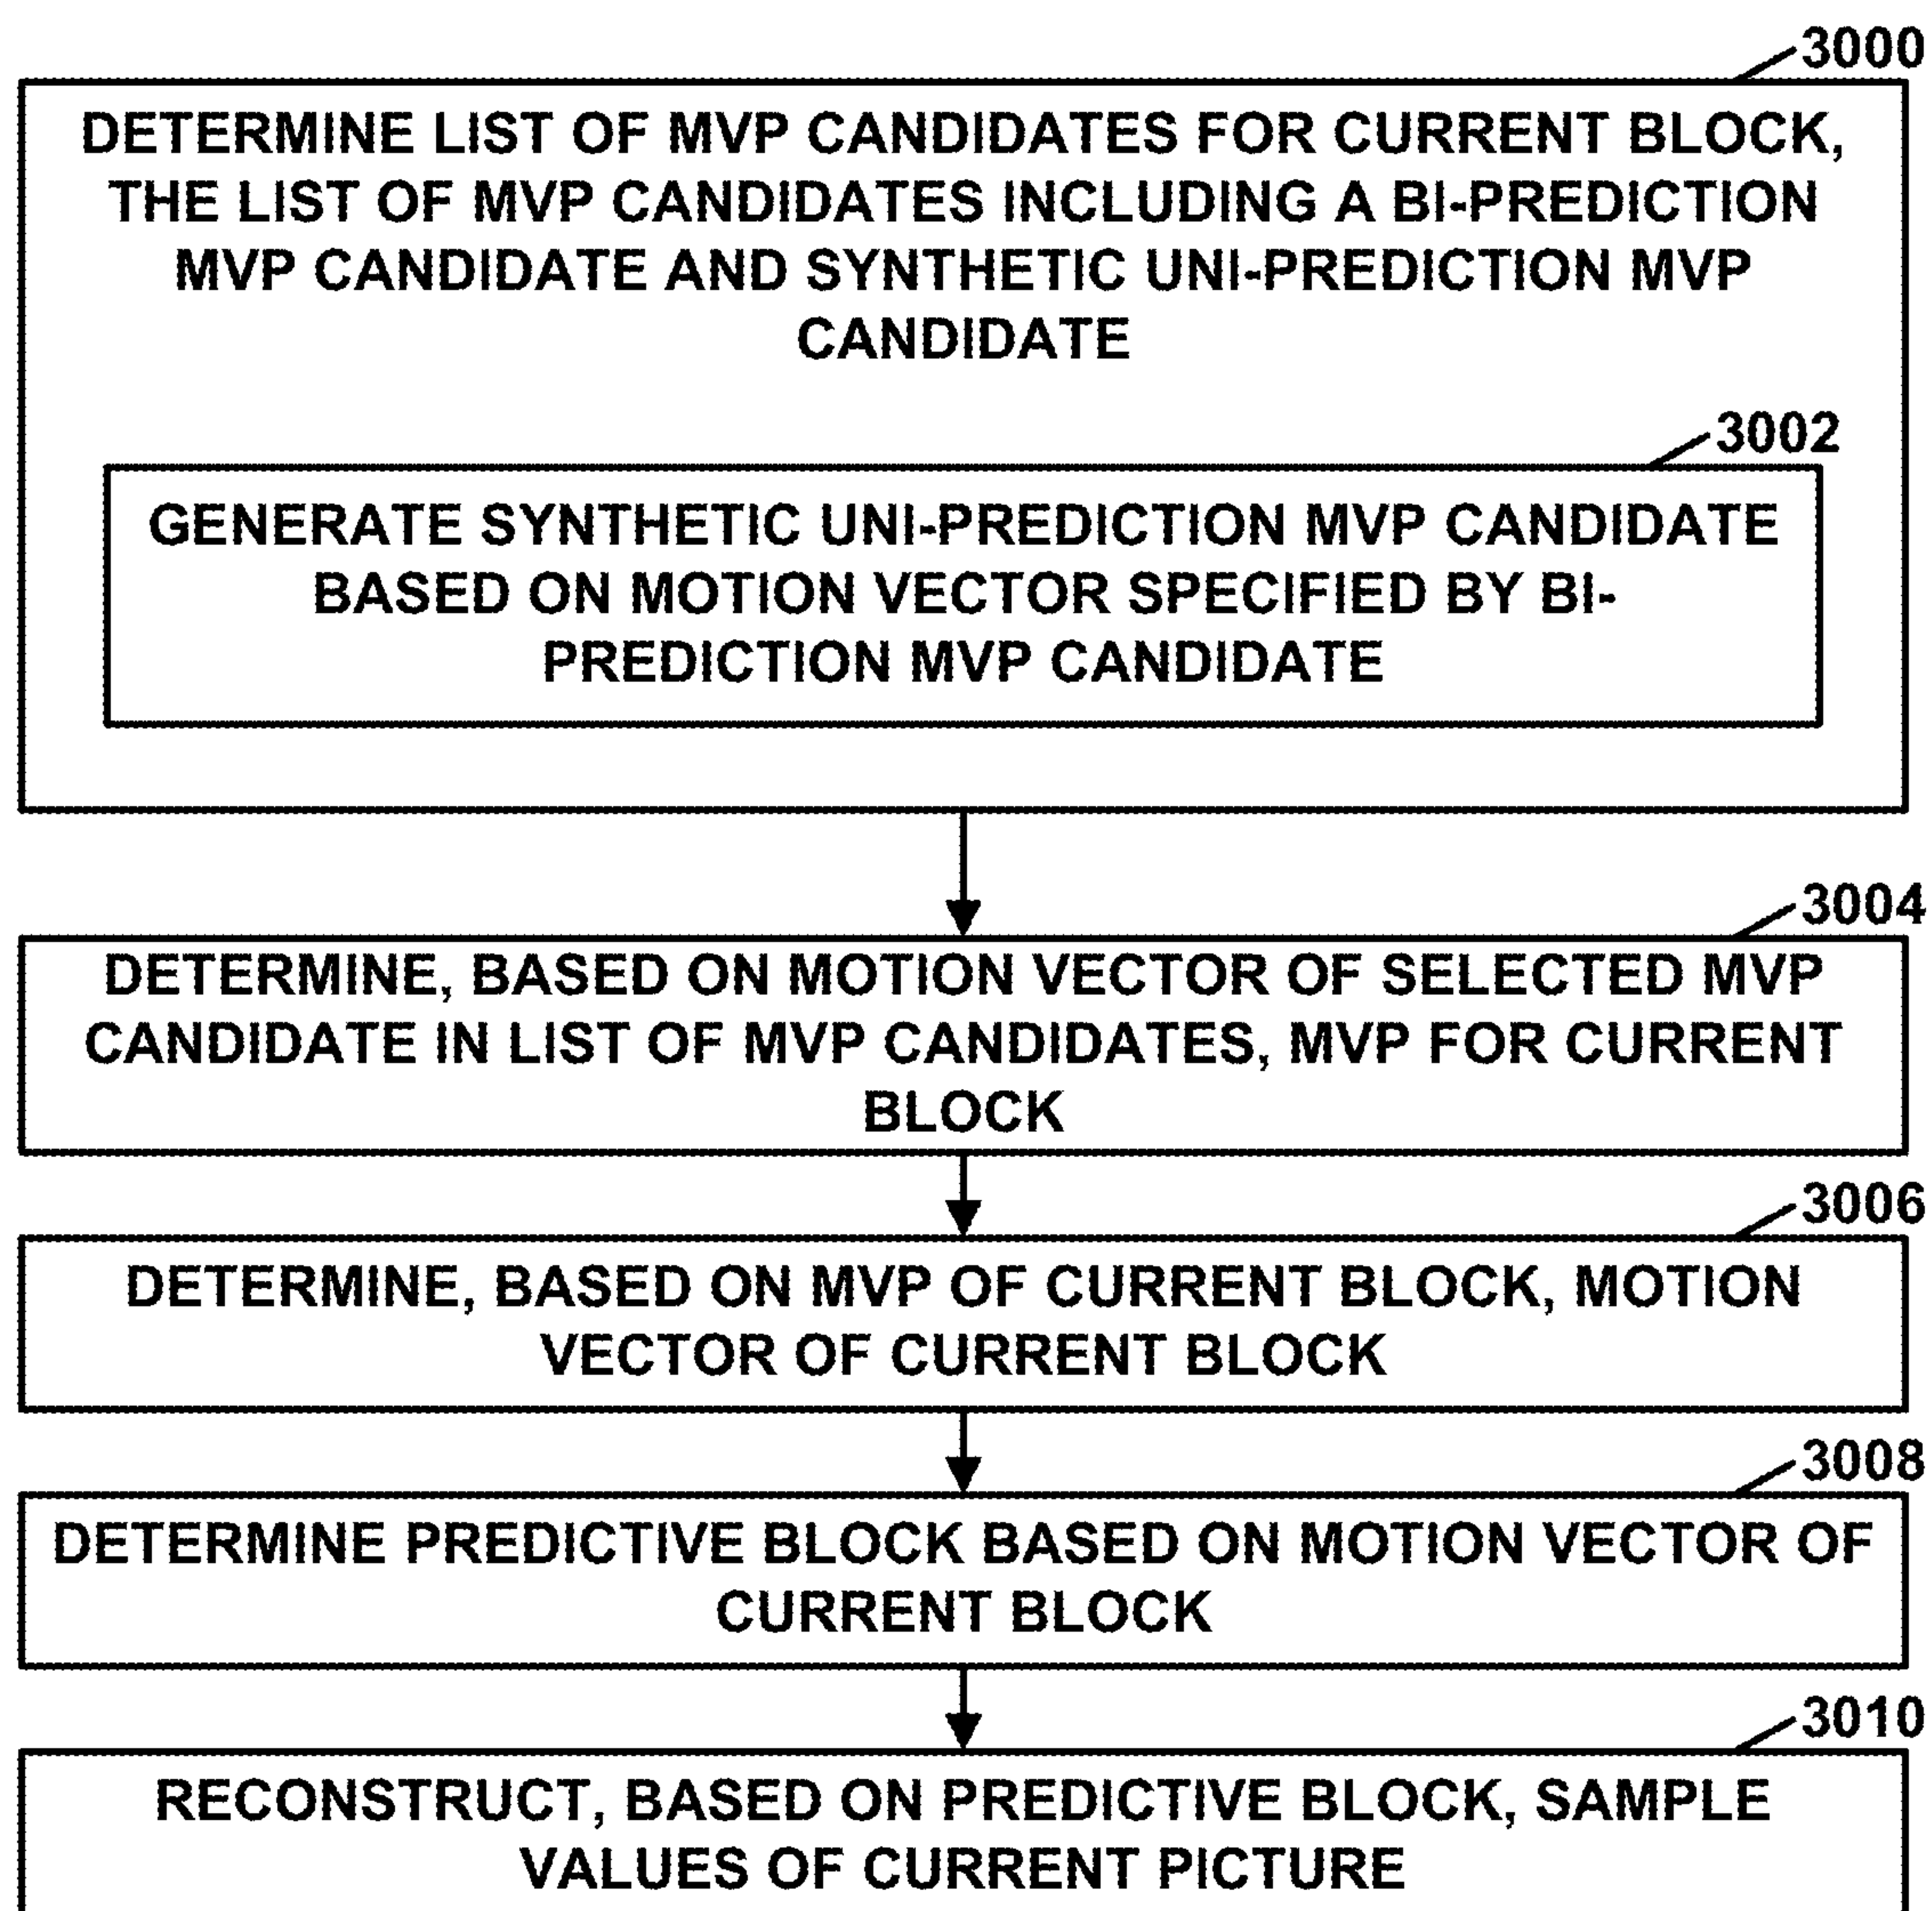 3000
DETERMINE LIST OF MVP CANDIDATES FOR CURRENT BLOCK,
THE LIST OF MVP CANDIDATES INCLUDING A BI-PREDICTION
MVP CANDIDATE AND SYNTHETIC UNI-PREDICTION MVP
CANDIDATE
3002
GENERATE SYNTHETIC UNI-PREDICTION MVP CANDIDATE
BASED ON MOTION VECTOR SPECIFIED BY BI-
PREDICTION MVP CANDIDATE
3004
DETERMINE, BASED ON MOTION VECTOR OF SELECTED MVP
CANDIDATE IN LIST OF MVP CANDIDATES, MVP FOR CURRENT
BLOCK
3006
DETERMINE, BASED ON MVP OF CURRENT BLOCK, MOTION
VECTOR OF CURRENT BLOCK
3008
DETERMINE PREDICTIVE BLOCK BASED ON MOTION VECTOR OF
CURRENT BLOCK
3010
RECONSTRUCT, BASED ON PREDICTIVE BLOCK, SAMPLE
VALUES OF CURRENT PICTURE